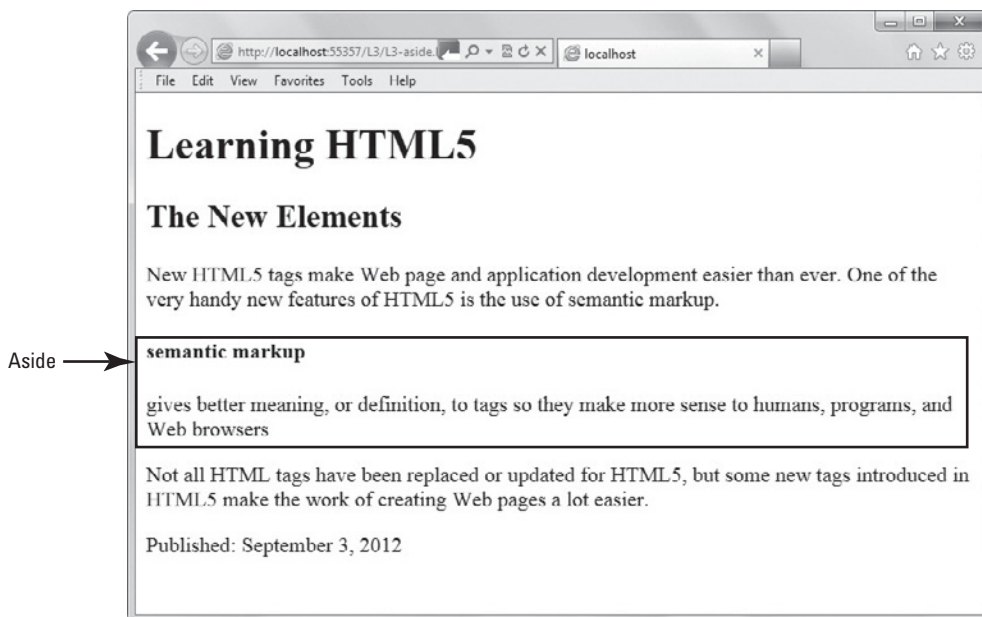 http://localhost:55357/L3/L3-aside.
localhost
File Edit View Favorites Tools Help
Learning HTML5
The New Elements
New HTML5 tags make Web page and application development easier than ever. One of the
very handy new features of HTML5 is the use of semantic markup.
Aside
semantic markup
gives better meaning, or definition, to tags so they make more sense to humans, programs, and
Web browsers
Not all HTML tags have been replaced or updated for HTML5, but some new tags introduced in
HTML5 make the work of creating Web pages a lot easier.
Published: September 3, 2012